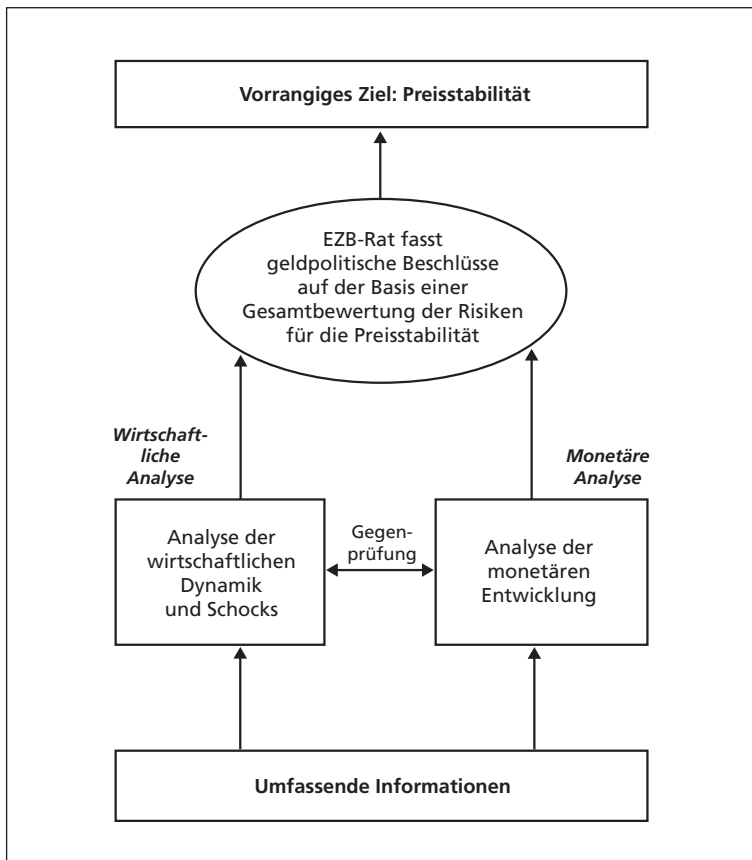 Vorrangiges Ziel: Preisstabilität
EZB-Rat fasst
geldpolitische Beschlüsse
auf der Basis einer
Gesamtbewertung der Risiken
für die Preisstabilität
Wirtschaft-
liche
Analyse
Monetäre
Analyse
Analyse der
wirtschaftlichen
Dynamik
und Schocks
Gegen-
prüfung
Analyse der
monetären
Entwicklung
Umfassende Informationen